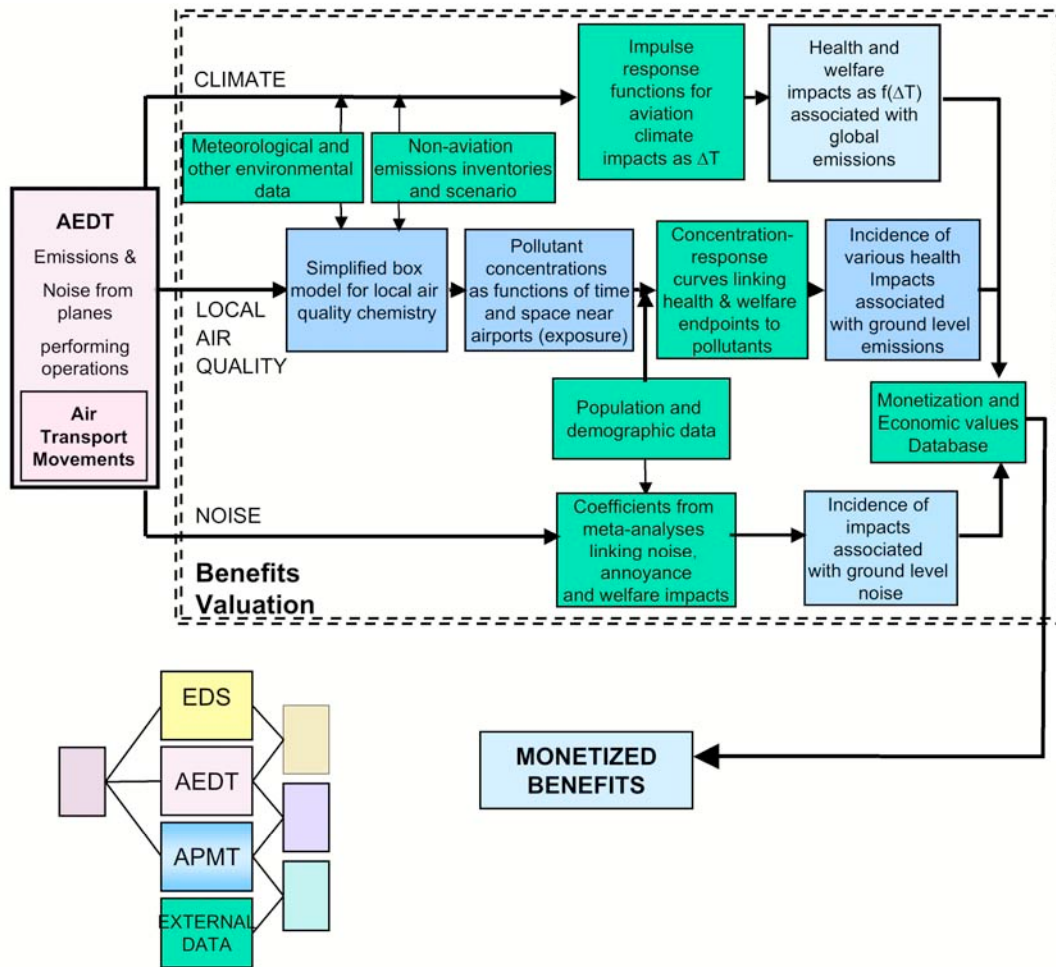 CLIMATE
Impulse
response
functions for
aviation
climate
impacts as ΔT
Health and
welfare
impacts as f(ΔT)
associated with
global
emissions
Meteorological and
other environmental
data
Non-aviation
emissions inventories
and scenario
AEDT
Emissions &
Noise from
planes
performing
operations
Air
Transport
Movements
LOCAL
AIR
QUALITY
Simplified box
model for local air
quality chemistry
Pollutant
concentrations
as functions of time
and space near
airports (exposure)
Concentration-
response
curves linking
health & welfare
endpoints to
pollutants
Incidence of
various health
Impacts
associated
with ground level
emissions
Population and
demographic data
Monetization and
Economic values
Database
NOISE
Coefficients from
meta-analyses
linking noise,
annoyance
and welfare impacts
Incidence of
impacts
associated
with ground level
noise
Benefits
Valuation
EDS
AEDT
APMT
EXTERNAL
DATA
MONETIZED
BENEFITS